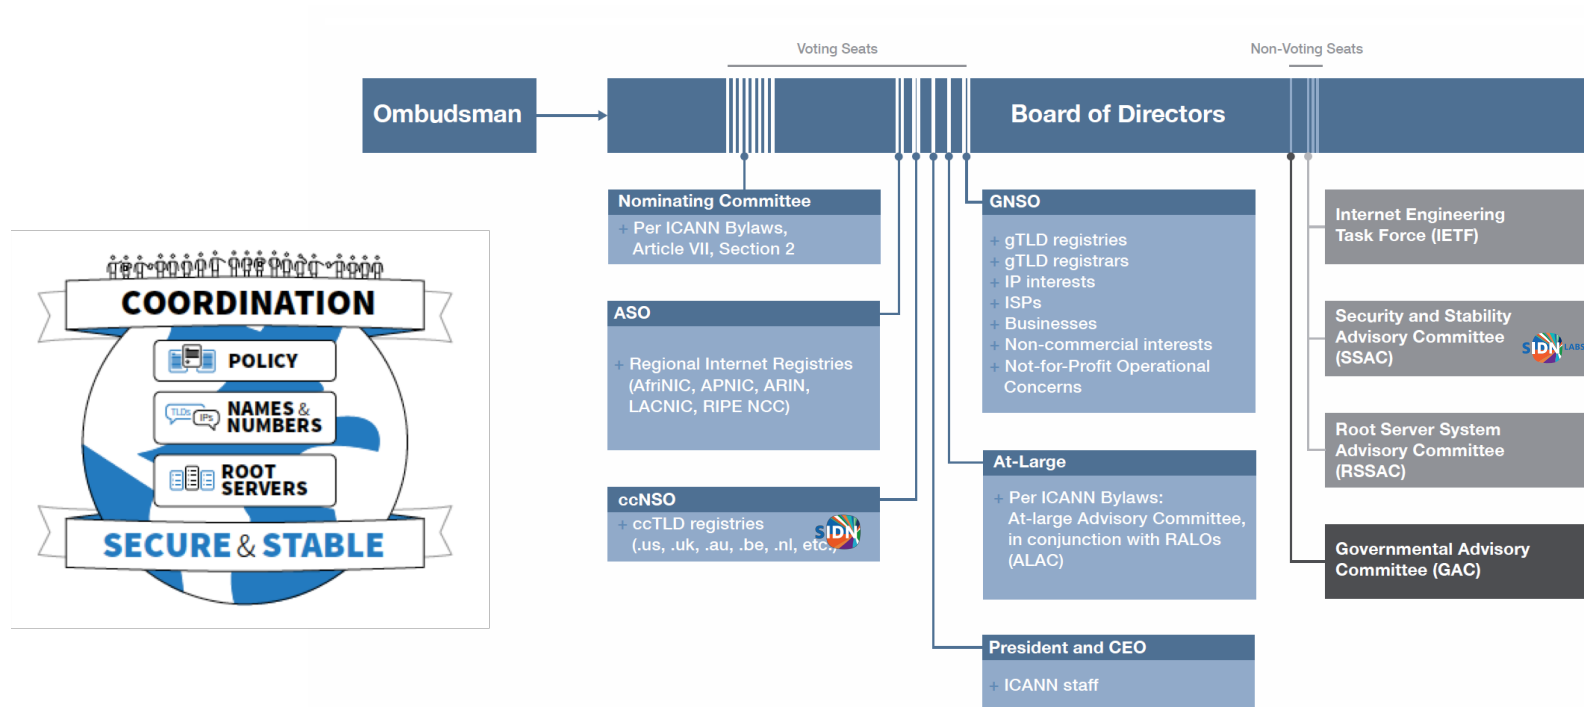 Voting Seats
Non-Voting Seats
Ombudsman
Board of Directors
Nominating Committee
+ Per ICANN Bylaws,
Article VII, Section 2
ASO
+ Regional Internet Registries
(AfriNIC, APNIC, ARIN,
LACNIC, RIPE NCC)
ccNSO
+ ccTLD registries
(.us, .uk, .au, .be, .nl, etc.)
SIDN
GNSO
+ gTLD registries
+ gTLD registrars
+ IP interests
+ ISPs
+ Businesses
+ Non-commercial interests
+ Not-for-Profit Operational
Concerns
At-Large
+ Per ICANN Bylaws:
At-large Advisory Committee,
in conjunction with RALOs
(ALAC)
President and CEO
+ ICANN staff
Internet Engineering
Task Force (IETF)
Security and Stability
Advisory Committee
(SSAC)
SIDN LABS
Root Server System
Advisory Committee
(RSSAC)
Governmental Advisory
Committee (GAC)
COORDINATION
POLICY
TLDs
IPs
NAMES &
NUMBERS
ROOT
SERVERS
SECURE & STABLE